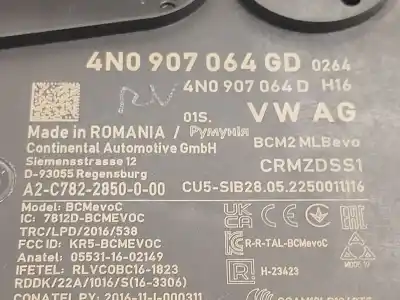 4N0 907 064 GD 0264
4N0 907 064 D H16
RV
01S. VW AG
Made in ROMANIA / Румуния
Continental Automotive GmbH BCM2 MLBevo
Siemensstrasse 12
D-93055 Regensburg CRMZDSS1
A2-C782-2850-0-00 CU5-SIB28.05.2250011116
Model: BCMevoC
IC: 7812D-BCMEVOC
TRC/LPD/2016/538
FCC ID: KR5-BCMEVOC R-R-TAL-BCMevoC
Anatel: 05531-16-02149
IFETEL: RLVCOBC16-1823 H-23423
RDDK/22A/1016/S(16-3306)
CONATEL/PY: 2016-11-I-000311